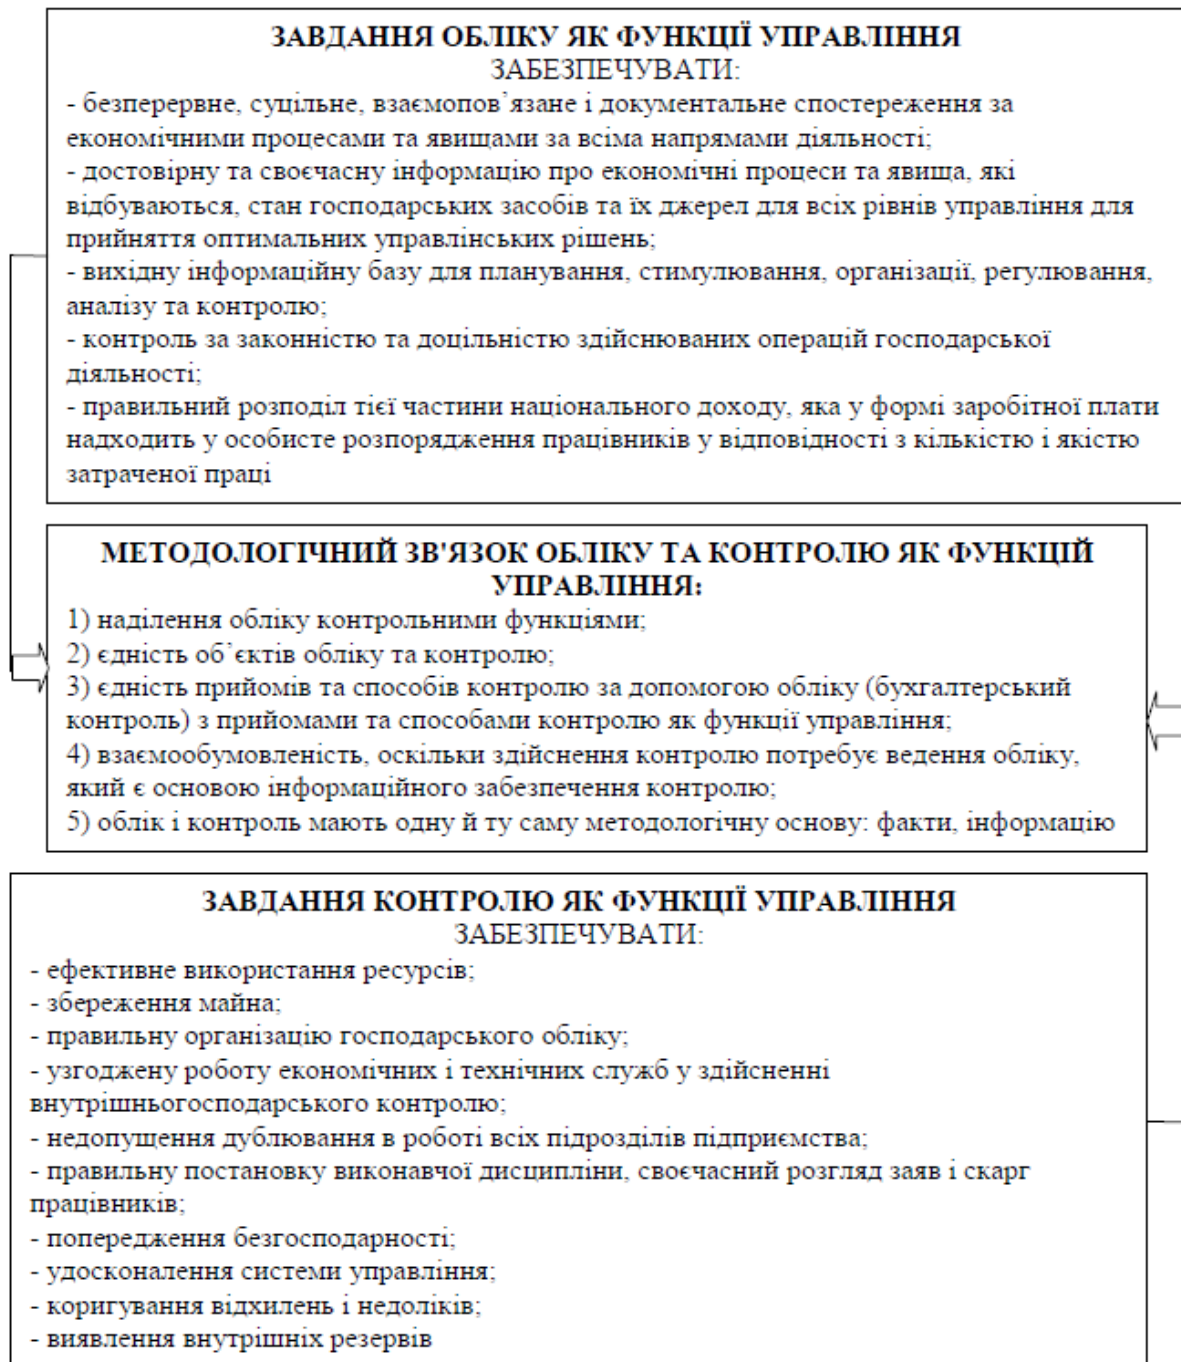 ЗАВДАННЯ ОБЛІКУ ЯК ФУНКЦІЇ УПРАВЛІННЯ
ЗАБЕЗПЕЧУВАТИ:
- безперервне, суцільне, взаємопов’язане і документальне спостереження за
економічними процесами та явищами за всіма напрямами діяльності;
- достовірну та своєчасну інформацію про економічні процеси та явища, які
відбуваються, стан господарських засобів та їх джерел для всіх рівнів управління для
прийняття оптимальних управлінських рішень;
- вихідну інформаційну базу для планування, стимулювання, організації, регулювання,
аналізу та контролю;
- контроль за законністю та доцільністю здійснюваних операцій господарської
діяльності;
- правильний розподіл тієї частини національного доходу, яка у формі заробітної плати
надходить у особисте розпорядження працівників у відповідності з кількістю і якістю
затраченої праці
МЕТОДОЛОГІЧНИЙ ЗВ'ЯЗОК ОБЛІКУ ТА КОНТРОЛЮ ЯК ФУНКЦІЙ
УПРАВЛІННЯ:
1) наділення обліку контрольними функціями;
2) єдність об’єктів обліку та контролю;
3) єдність прийомів та способів контролю за допомогою обліку (бухгалтерський
контроль) з прийомами та способами контролю як функції управління;
4) взаємообумовленість, оскільки здійснення контролю потребує ведення обліку,
який є основою інформаційного забезпечення контролю;
5) облік і контроль мають одну й ту саму методологічну основу: факти, інформацію
ЗАВДАННЯ КОНТРОЛЮ ЯК ФУНКЦІЇ УПРАВЛІННЯ
ЗАБЕЗПЕЧУВАТИ:
- ефективне використання ресурсів;
- збереження майна;
- правильну організацію господарського обліку;
- узгоджену роботу економічних і технічних служб у здійсненні
внутрішньогосподарського контролю;
- недопущення дублювання в роботі всіх підрозділів підприємства;
- правильну постановку виконавчої дисципліни, своєчасний розгляд заяв і скарг
працівників;
- попередження безгосподарності;
- удосконалення системи управління;
- коригування відхилень і недоліків;
- виявлення внутрішніх резервів